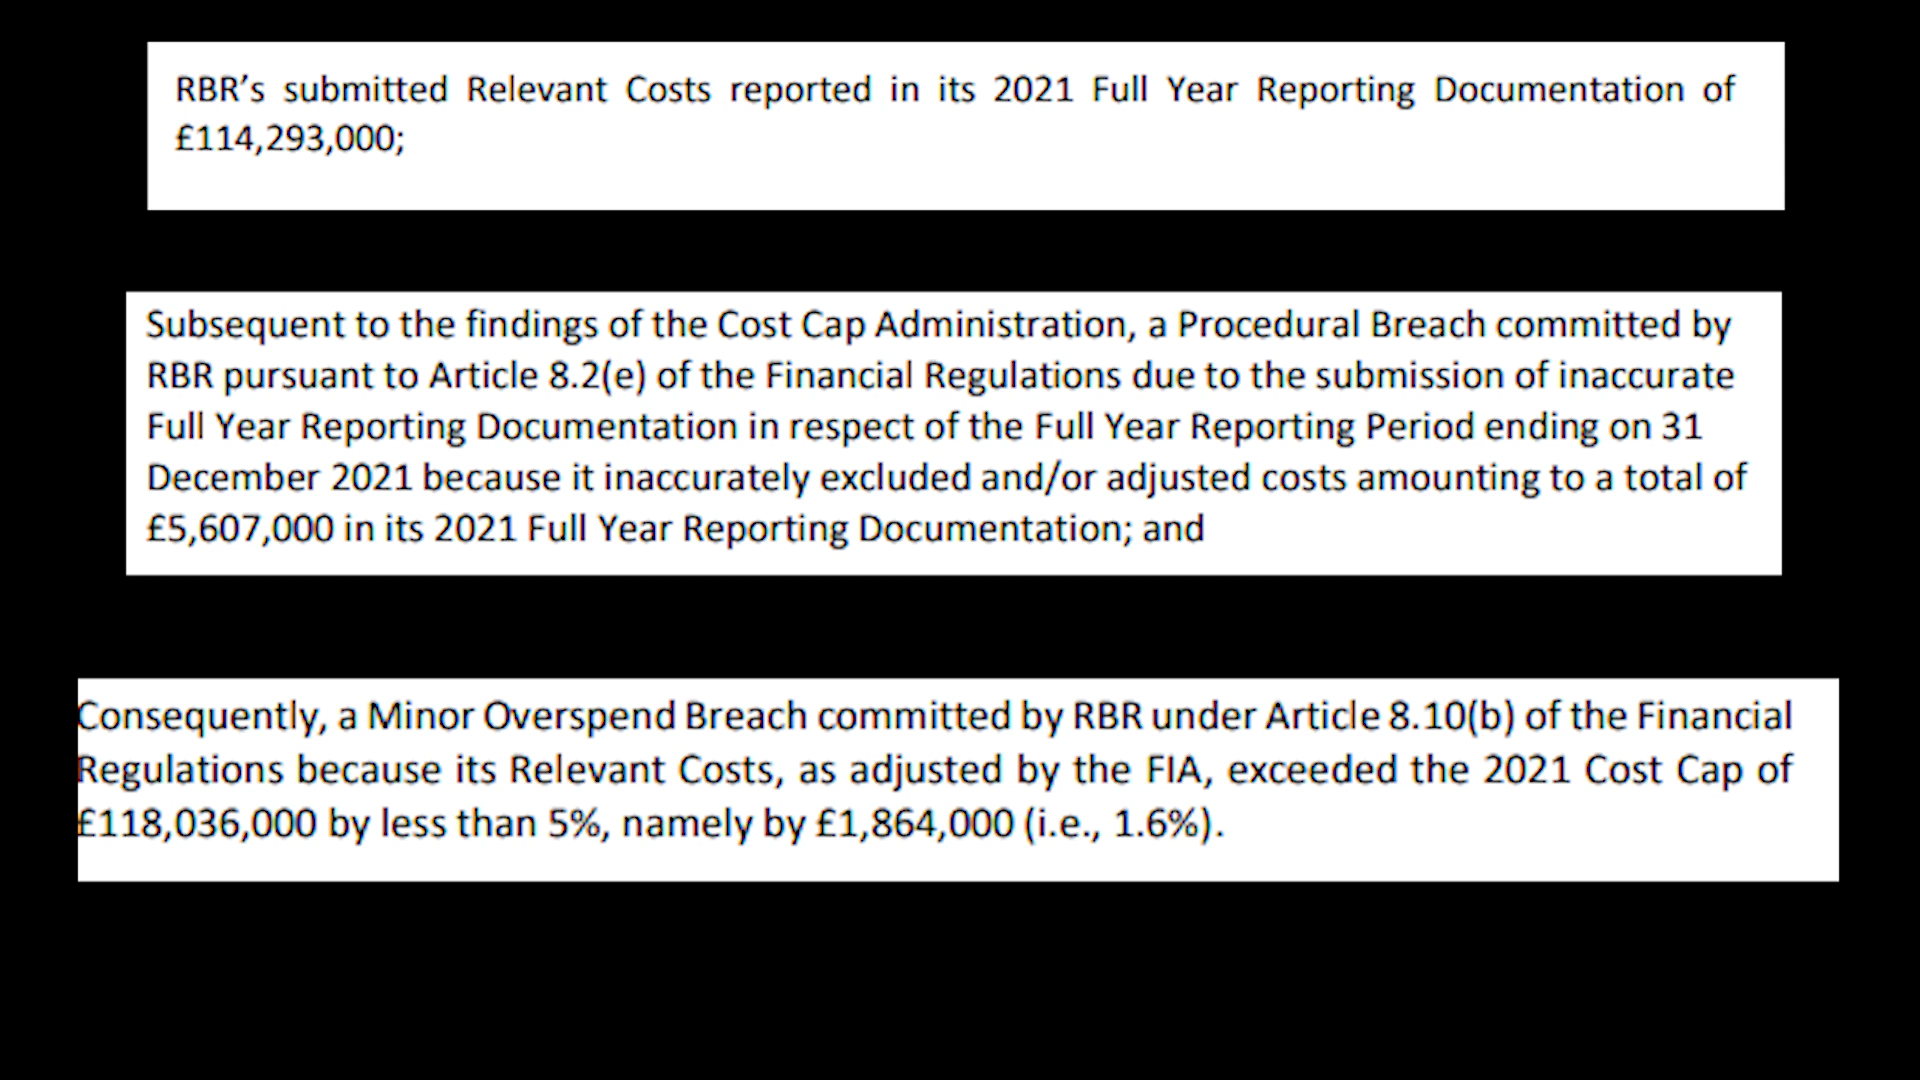 RBR’s submitted Relevant Costs reported in its 2021 Full Year Reporting Documentation of
£114,293,000;
Subsequent to the findings of the Cost Cap Administration, a Procedural Breach committed by
RBR pursuant to Article 8.2(e) of the Financial Regulations due to the submission of inaccurate
Full Year Reporting Documentation in respect of the Full Year Reporting Period ending on 31
December 2021 because it inaccurately excluded and/or adjusted costs amounting to a total of
£5,607,000 in its 2021 Full Year Reporting Documentation; and
Consequently, a Minor Overspend Breach committed by RBR under Article 8.10(b) of the Financial
Regulations because its Relevant Costs, as adjusted by the FIA, exceeded the 2021 Cost Cap of
£118,036,000 by less than 5%, namely by £1,864,000 (i.e., 1.6%).